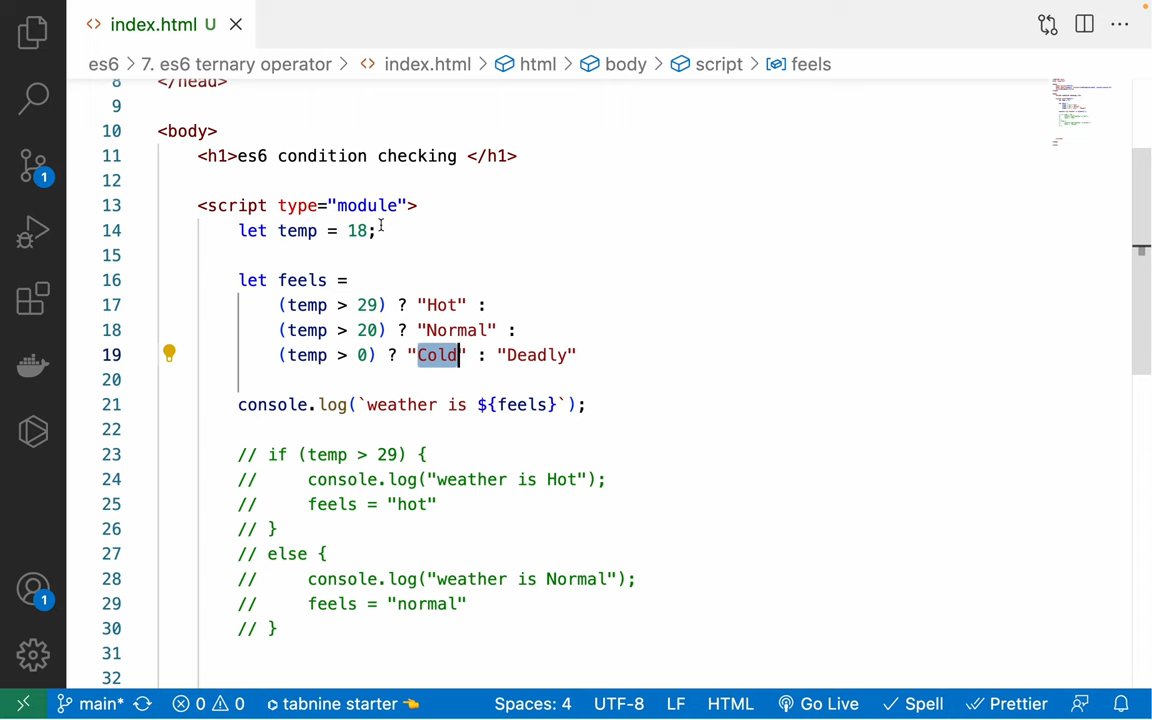 index.html U
es6 > 7. es6 ternary operator > index.html > html > body > script > feels
8 </head>
9
10 <body>
11 <h1>es6 condition checking </h1>
12
13 <script type="module">
14 let temp = 18;
15
16 let feels =
17 (temp > 29) ? "Hot" :
18 (temp > 20) ? "Normal" :
19 (temp > 0) ? "Cold" : "Deadly"
20
21 console.log(`weather is ${feels}`);
22
23 // if (temp > 29) {
24 // console.log("weather is Hot");
25 // feels = "hot"
26 // }
27 // else {
28 // console.log("weather is Normal");
29 // feels = "normal"
30 // }
31
32
1
1
main* 0 0 tabnine starter Spaces: 4 UTF-8 LF HTML Go Live Spell Prettier